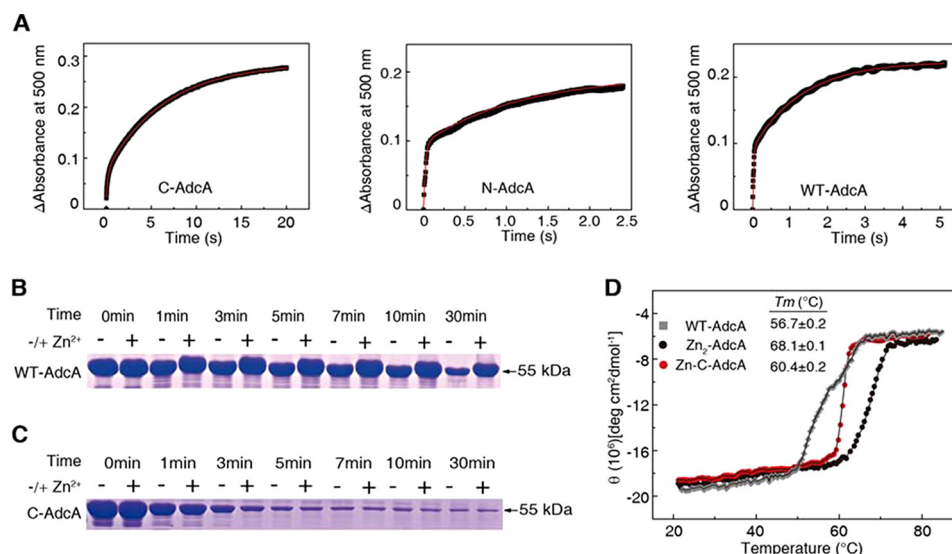 A
ΔAbsorbance at 500 nm
0.3
0.2
0.1
0
C-AdcA
0 5 10 15 20
Time (s)
ΔAbsorbance at 500 nm
0.2
0.1
0
N-AdcA
0 0.5 1.0 1.5 2.0 2.5
Time (s)
ΔAbsorbance at 500 nm
0.2
0.1
0
WT-AdcA
0 1 2 3 4 5
Time (s)
B
Time 0min 1min 3min 5min 7min 10min 30min
-/+ Zn²⁺ - + - + - + - + - + - + - +
WT-AdcA ←55 kDa
C
Time 0min 1min 3min 5min 7min 10min 30min
-/+ Zn²⁺ - + - + - + - + - + - + - +
C-AdcA ←55 kDa
D
Tm (°C)
WT-AdcA 56.7±0.2
Zn₂-AdcA 68.1±0.1
Zn-C-AdcA 60.4±0.2
θ (10⁶)[deg cm²dmol⁻¹]
-4
-8
-12
-16
-20
20 40 60 80
Temperature (°C)